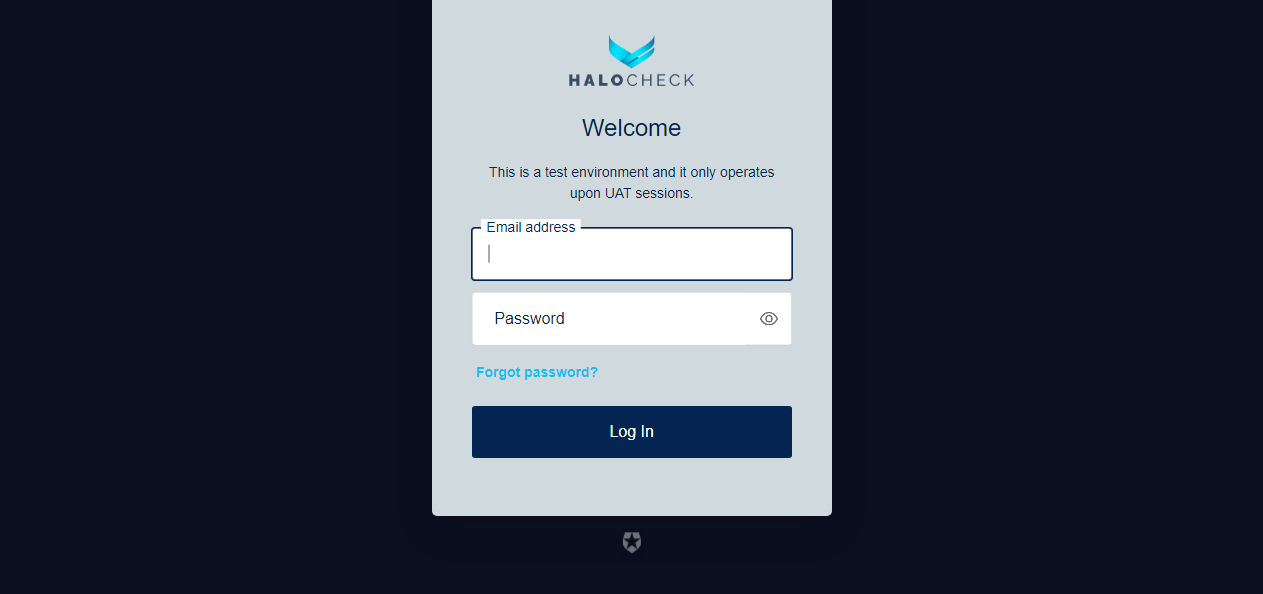 HALOCHECK
Welcome
This is a test environment and it only operates
upon UAT sessions.
Email address
Password
Forgot password?
Log In